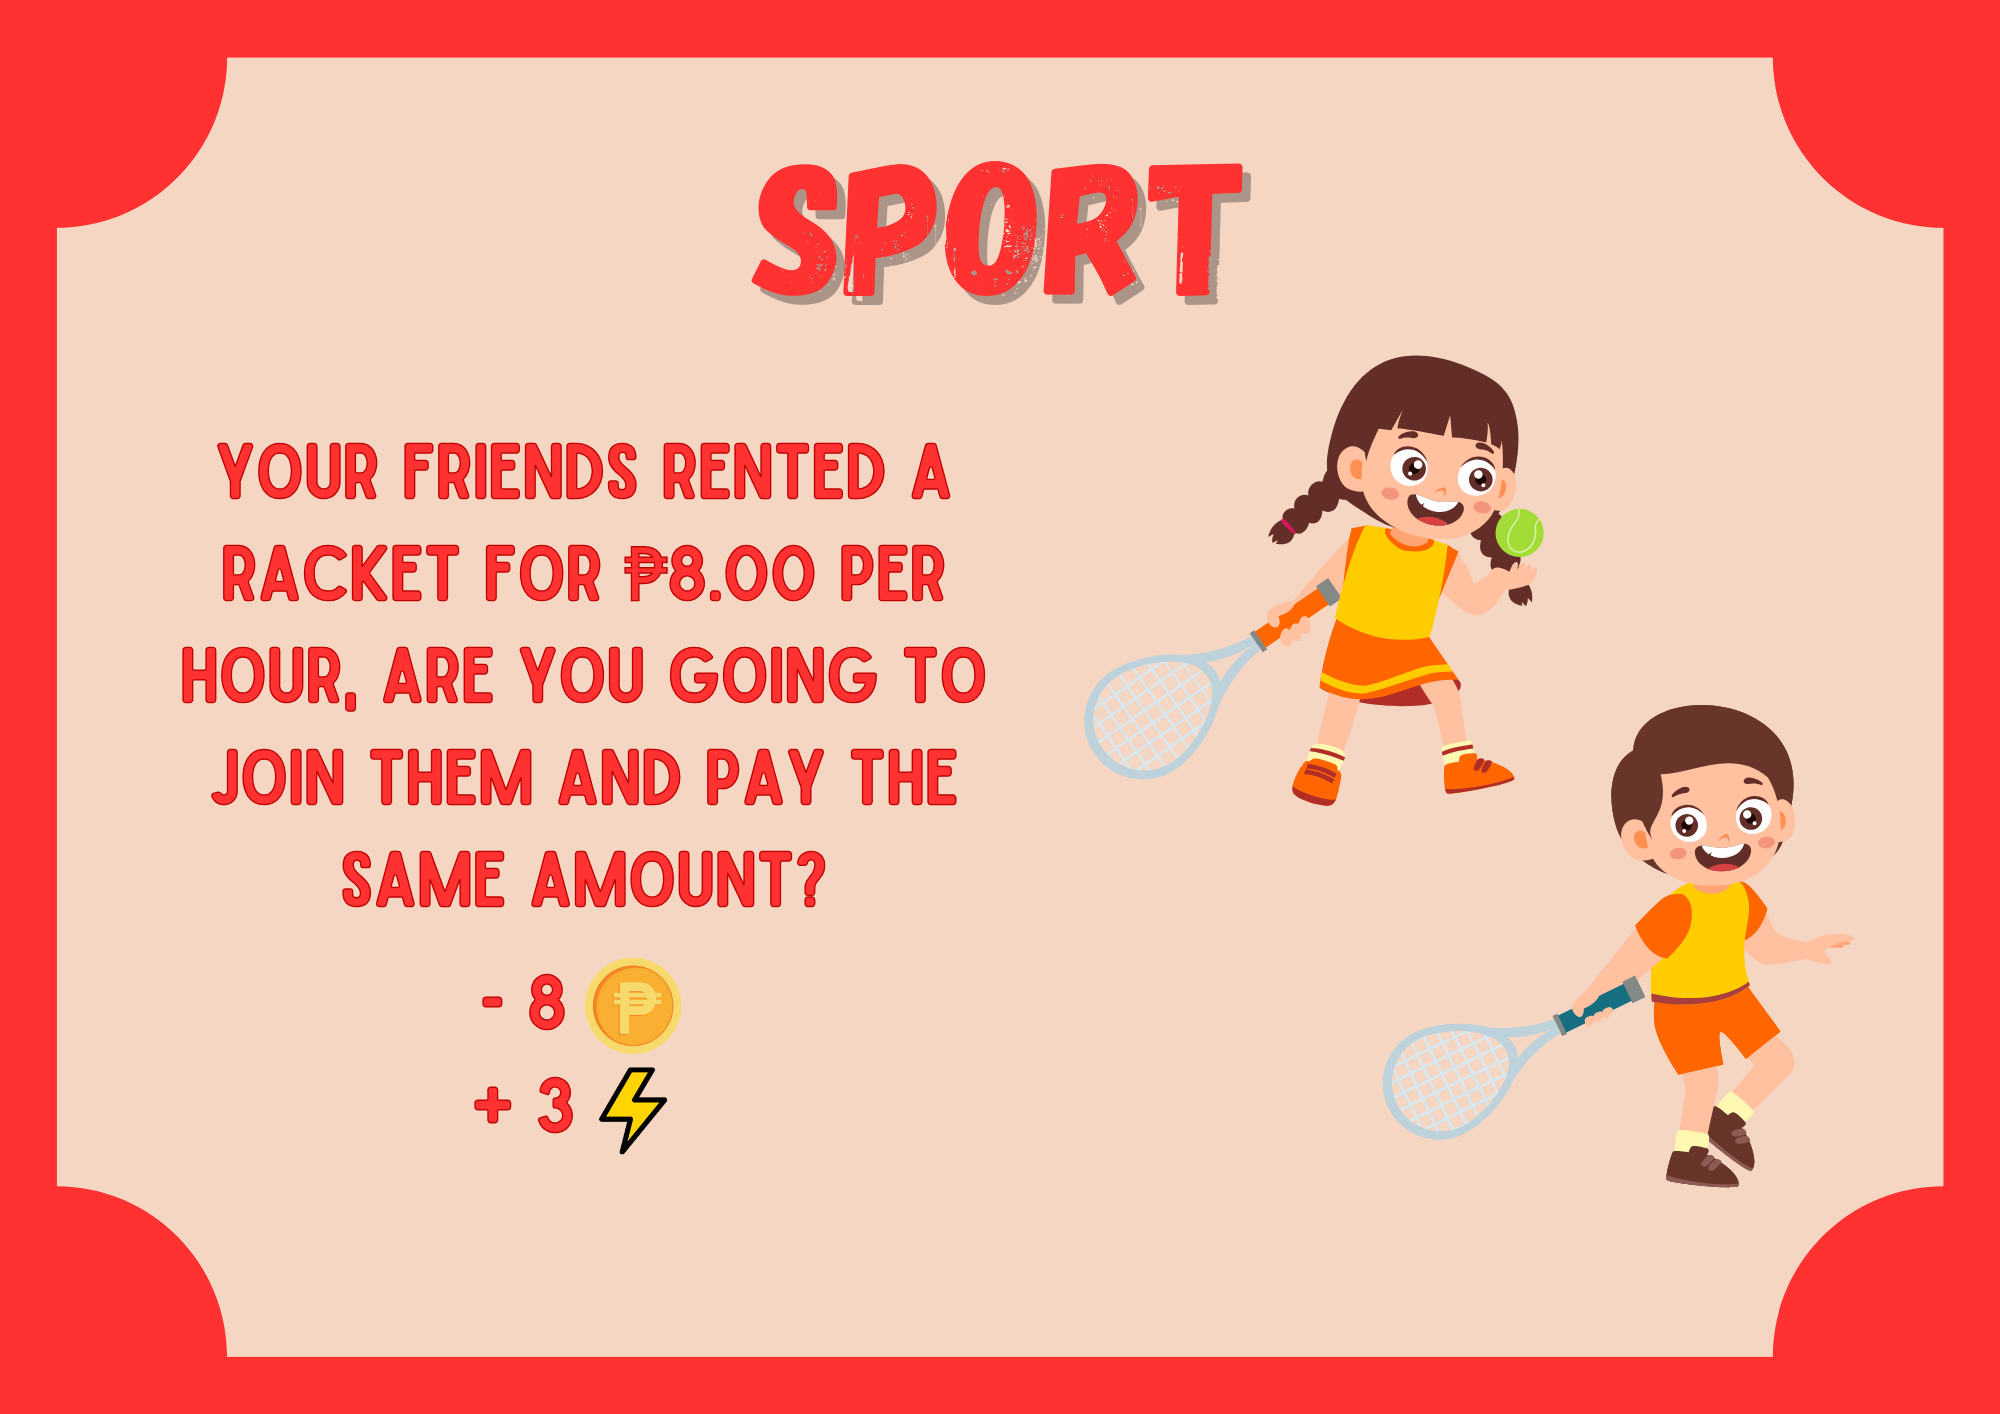 SPORT
YOUR FRIENDS RENTED A
RACKET FOR ₱8.00 PER
HOUR, ARE YOU GOING TO
JOIN THEM AND PAY THE
SAME AMOUNT?
- 8 ₱
+ 3